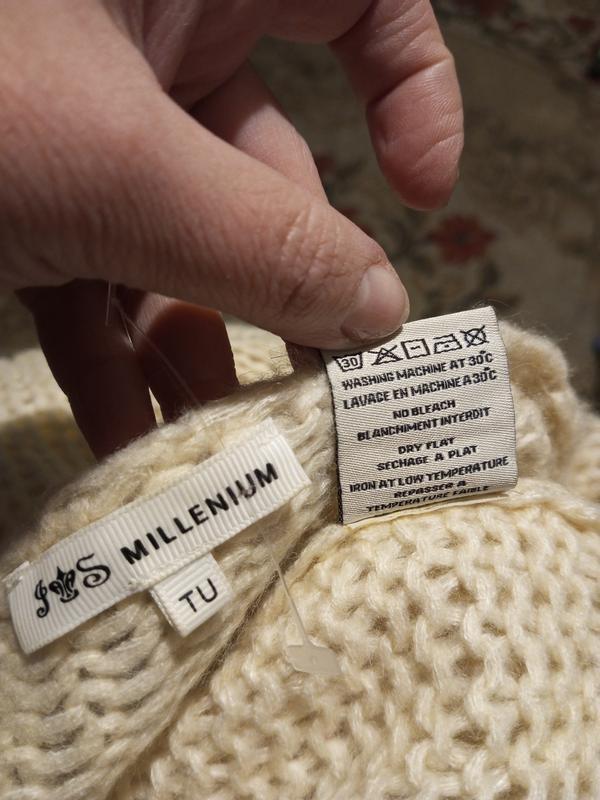 30
WASHING MACHINE AT 30°C
LAVAGE EN MACHINE A 30°C
NO BLEACH
BLANCHIMENT INTERDIT
DRY FLAT
SECHAGE A PLAT
IRON AT LOW TEMPERATURE
REPASSER A
TEMPERATURE FAIBLE
J S MILLENIUM
TU